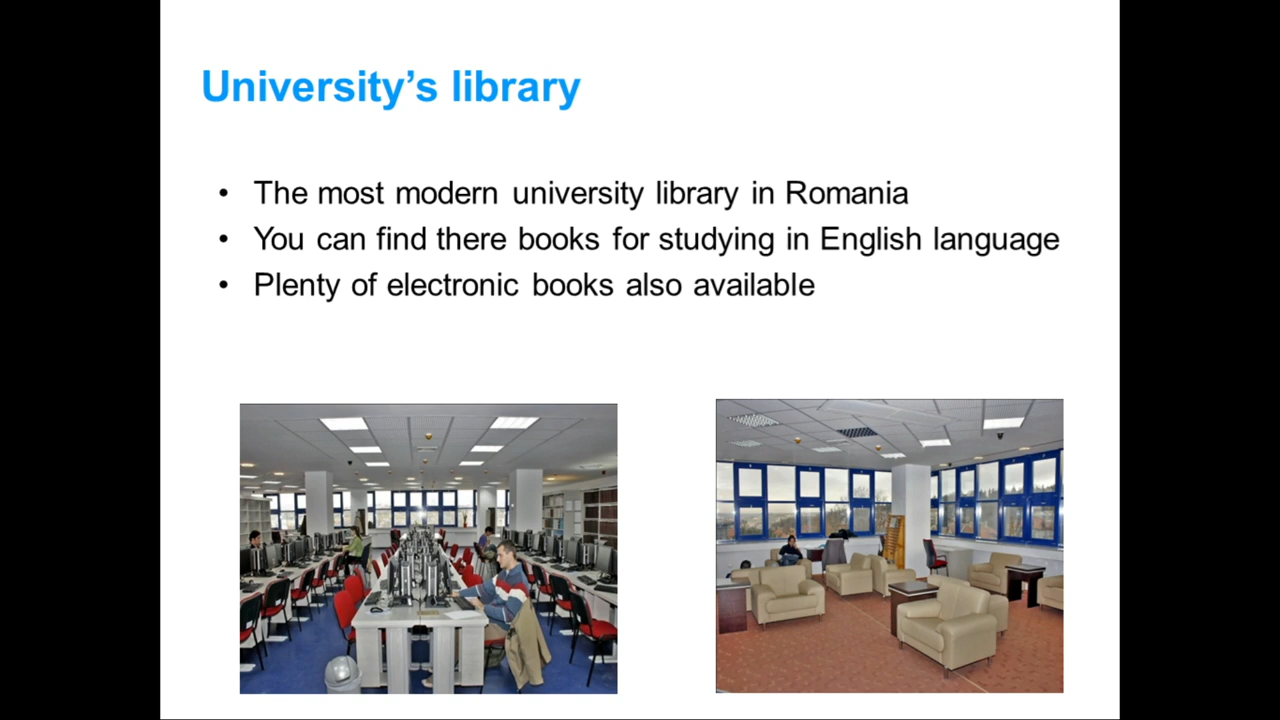 University’s library
• The most modern university library in Romania
• You can find there books for studying in English language
• Plenty of electronic books also available